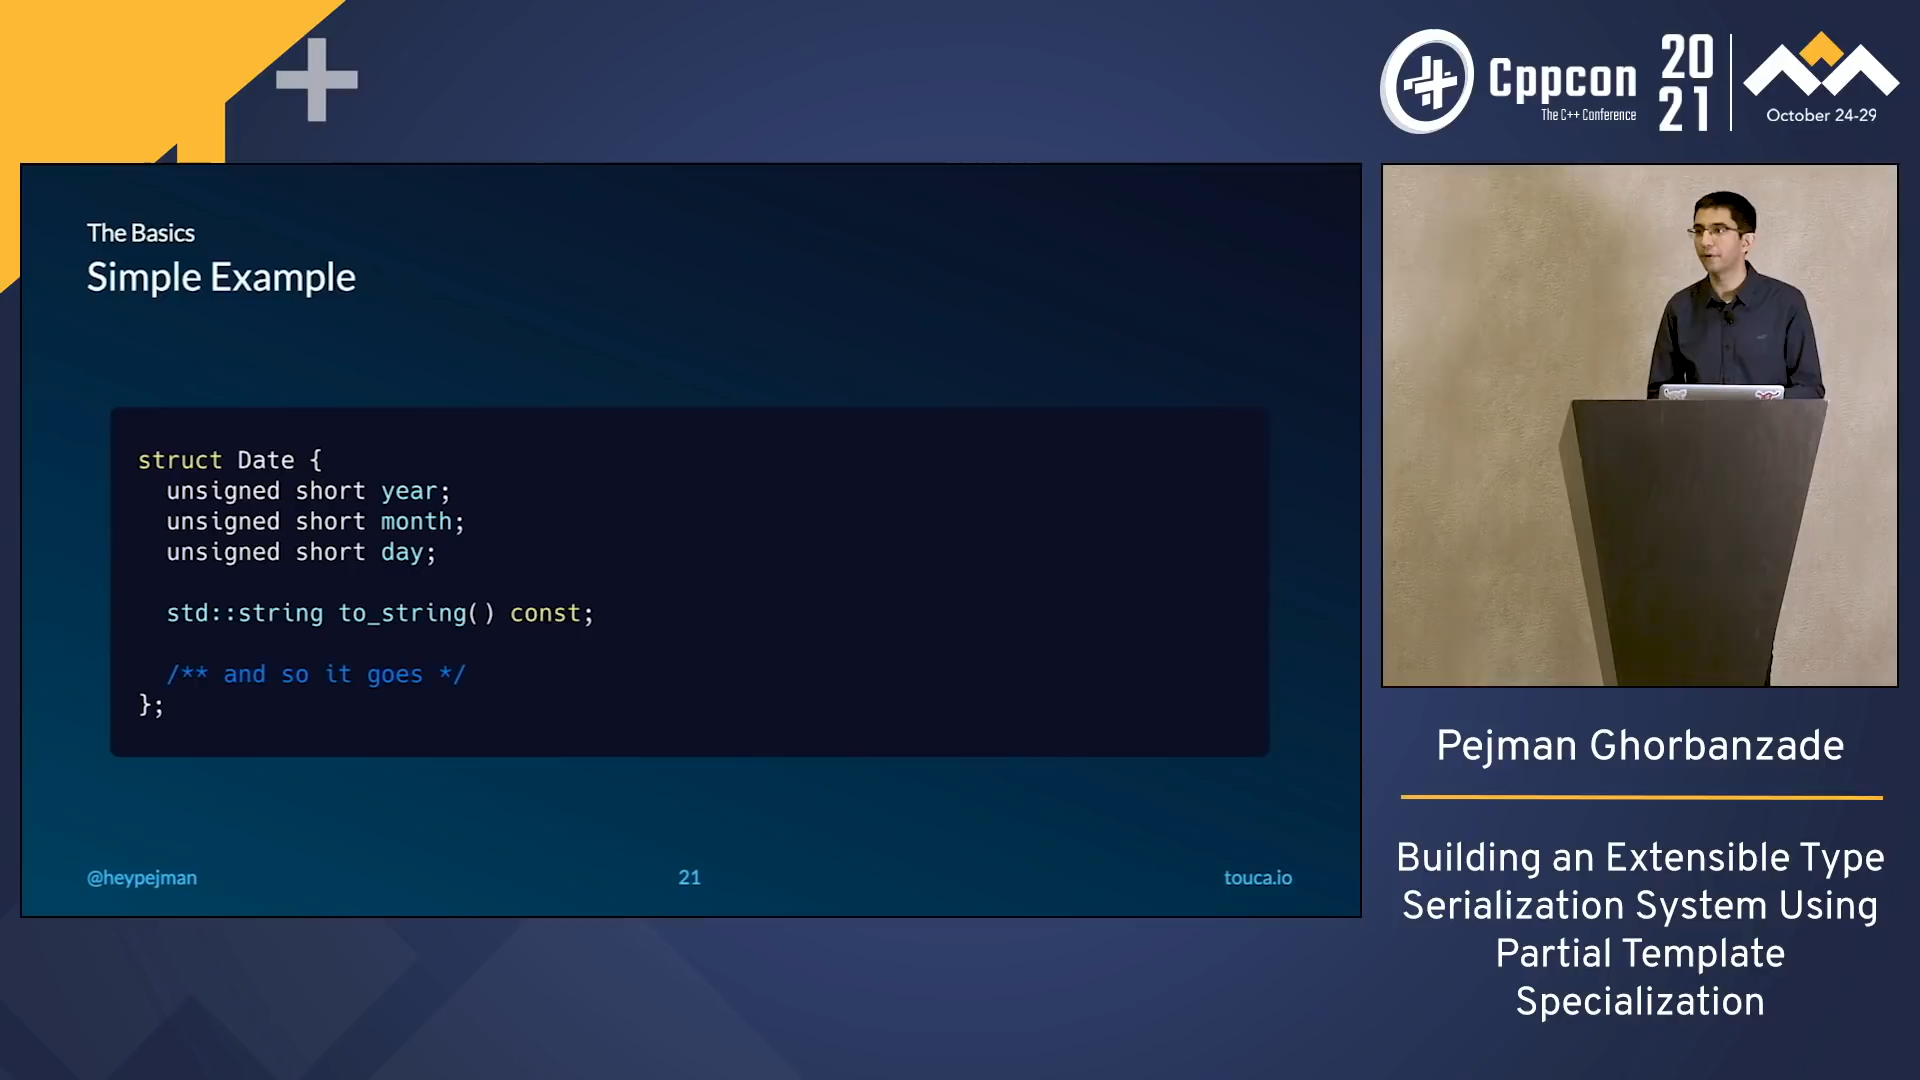 Cppcon
The C++ Conference
20
21
October 24-29
The Basics
Simple Example
struct Date {
  unsigned short year;
  unsigned short month;
  unsigned short day;
  std::string to_string() const;
  /** and so it goes */
};
@heypejman
21
touca.io
Pejman Ghorbanzade
Building an Extensible Type
Serialization System Using
Partial Template
Specialization